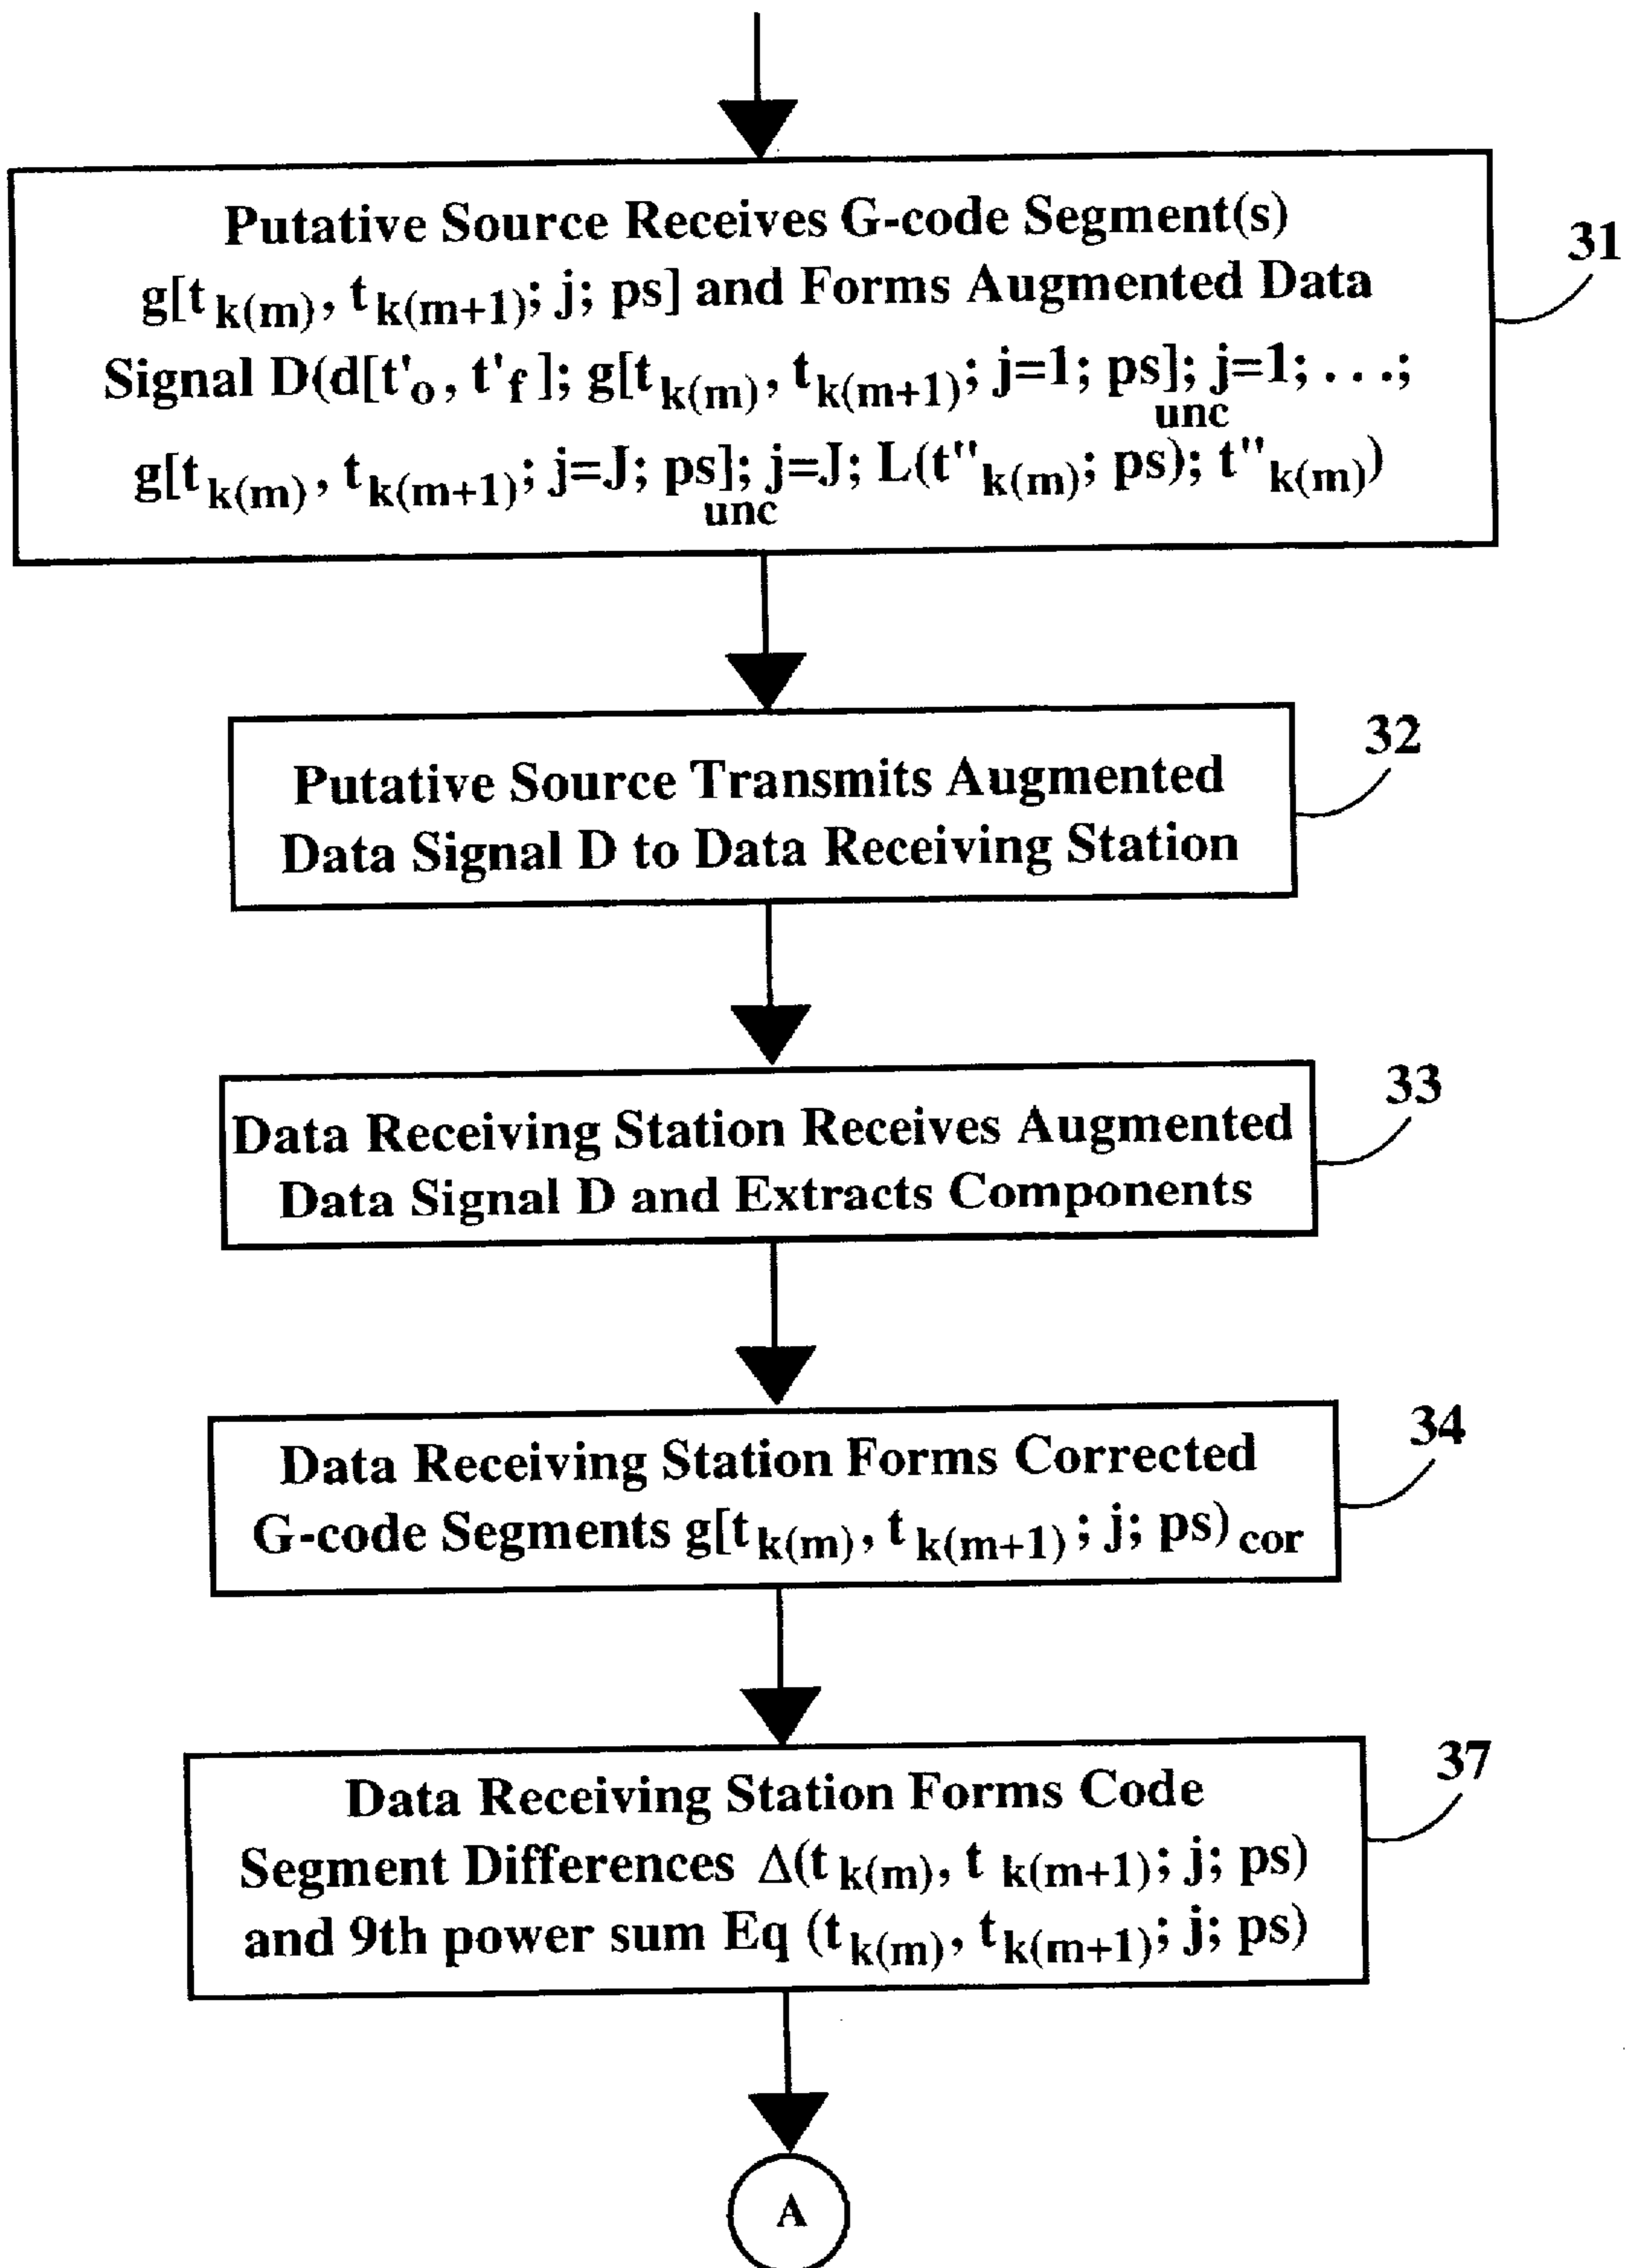 Putative Source Receives G-code Segment(s)
31
g[t k(m), t k(m+1); j; ps] and Forms Augmented Data
Signal D(d[t'o, t'f]; g[t k(m), t k(m+1); j=1; ps]unc; j=1; . . .;
g[t k(m), t k(m+1); j=J; ps]unc; j=J; L(t"k(m); ps); t"k(m))
32
Putative Source Transmits Augmented
Data Signal D to Data Receiving Station
33
Data Receiving Station Receives Augmented
Data Signal D and Extracts Components
34
Data Receiving Station Forms Corrected
G-code Segments g[t k(m), t k(m+1); j; ps) cor
37
Data Receiving Station Forms Code
Segment Differences Δ(t k(m), t k(m+1); j; ps)
and 9th power sum Eq (t k(m), t k(m+1); j; ps)
A